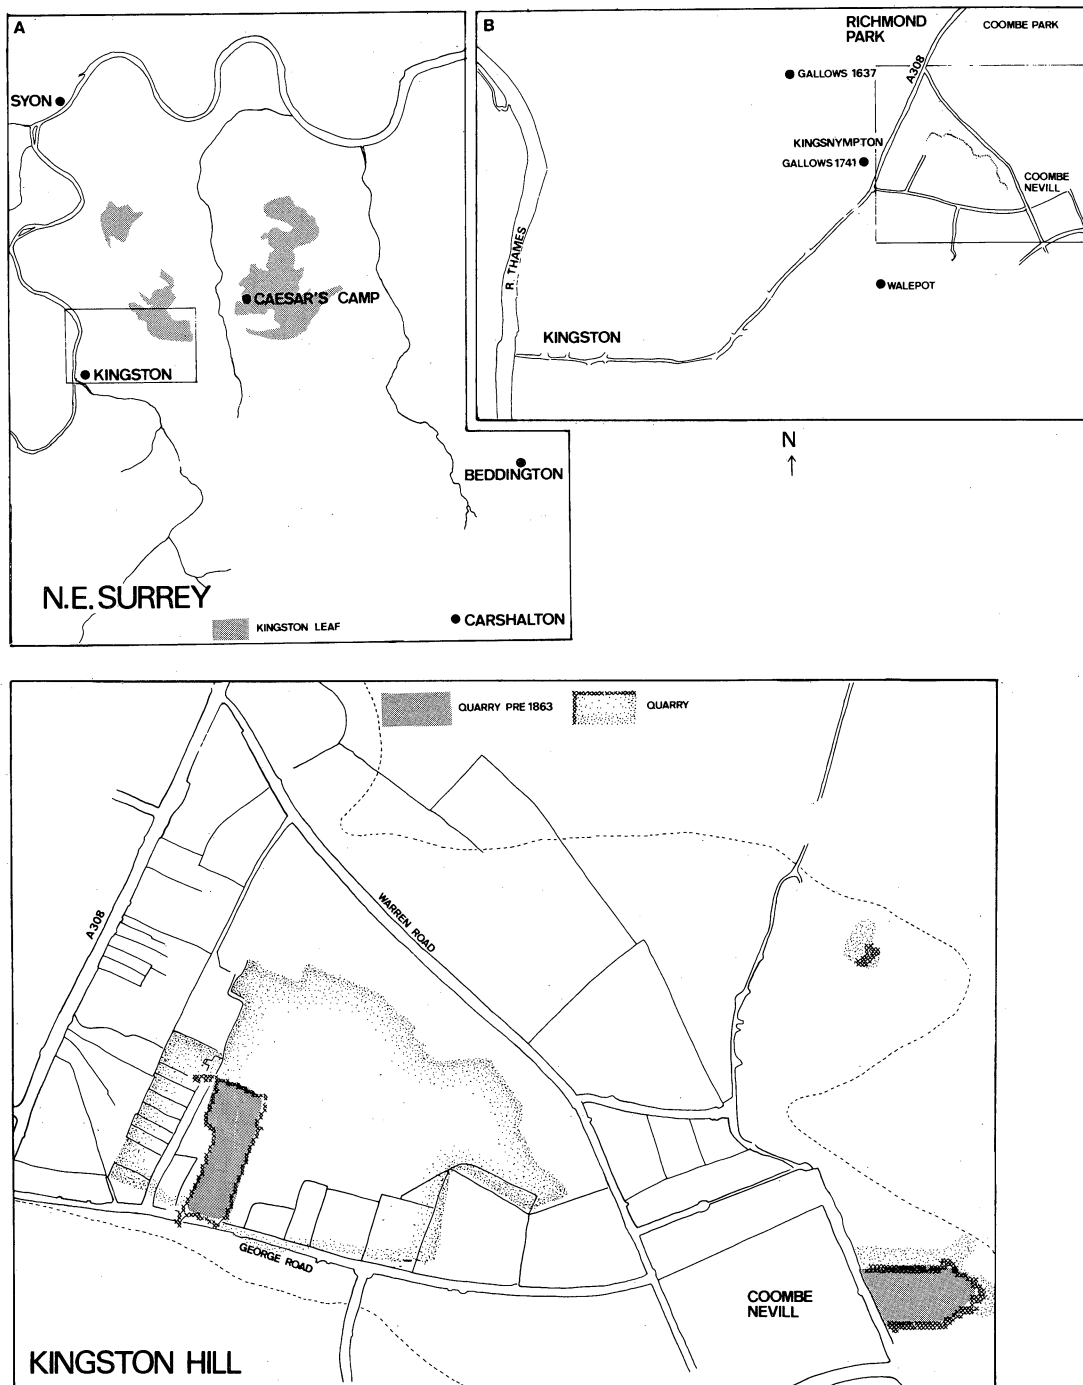 A
SYON
CAESAR'S CAMP
KINGSTON
BEDDINGTON
N.E. SURREY
KINGSTON LEAF
CARSHALTON
B
RICHMOND
PARK
COOMBE PARK
A308
GALLOWS 1637
KINGSNYMPTON
GALLOWS 1741
COOMBE
NEVILL
R. THAMES
WALEPOT
KINGSTON
N
QUARRY PRE 1863
QUARRY
A308
WARREN ROAD
GEORGE ROAD
COOMBE
NEVILL
KINGSTON HILL